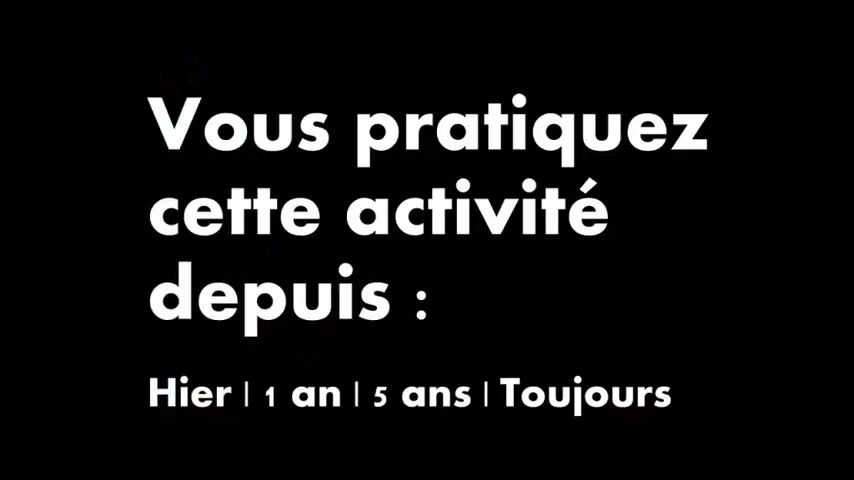 Vous pratiquez
cette activité
depuis :
Hier | 1 an | 5 ans | Toujours